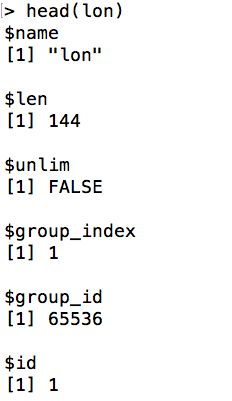 > head(lon)
$name
[1] "lon"

$len
[1] 144

$unlim
[1] FALSE

$group_index
[1] 1

$group_id
[1] 65536

$id
[1] 1